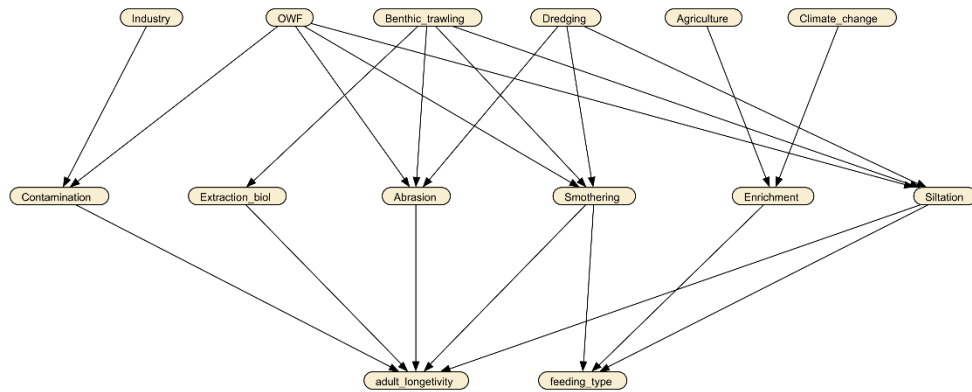 Industry
OWF
Benthic_trawling
Dredging
Agriculture
Climate_change
Contamination
Extraction_biol
Abrasion
Smothering
Enrichment
Siltation
adult_longetivity
feeding_type